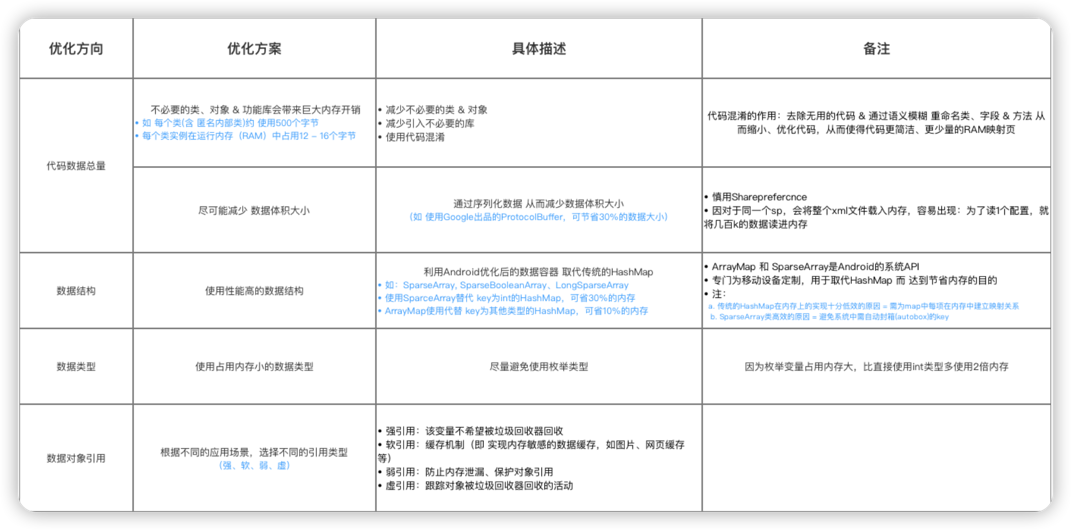 优化方向
优化方案
具体描述
备注
代码数据总量
不必要的类、对象 & 功能库会带来巨大内存开销
• 如 每个类(含 匿名内部类)约 使用500个字节
• 每个类实例在运行内存（RAM）中占用12 - 16个字节
• 减少不必要的类 & 对象
• 减少引入不必要的库
• 使用代码混淆
代码混淆的作用：去除无用的代码 & 通过语义模糊 重命名类、字段 & 方法 从
而缩小、优化代码，从而使得代码更简洁、更少量的RAM映射页
尽可能减少 数据体积大小
通过序列化数据 从而减少数据体积大小
(如 使用Google出品的ProtocolBuffer，可节省30%的数据大小)
• 慎用Shareprefercnce
• 因对于同一个sp，会将整个xml文件载入内存，容易出现：为了读1个配置，就
将几百k的数据读进内存
数据结构
使用性能高的数据结构
利用Android优化后的数据容器 取代传统的HashMap
• 如：SparseArray, SparseBooleanArray、LongSparseArray
• 使用SparceArray替代 key为int的HashMap，可省30%的内存
• ArrayMap使用代替 key为其他类型的HashMap，可省10%的内存
• ArrayMap 和 SparseArray是Android的系统API
• 专门为移动设备定制，用于取代HashMap 而 达到节省内存的目的
• 注：
a. 传统的HashMap在内存上的实现十分低效的原因 = 需为map中每项在内存中建立映射关系
b. SparseArray类高效的原因 = 避免系统中需自动封箱(autobox)的key
数据类型
使用占用内存小的数据类型
尽量避免使用枚举类型
因为枚举变量占用内存大，比直接使用int类型多使用2倍内存
数据对象引用
根据不同的应用场景，选择不同的引用类型
（强、软、弱、虚）
• 强引用：该变量不希望被垃圾回收器回收
• 软引用：缓存机制（即 实现内存敏感的数据缓存，如图片、网页缓存
等）
• 弱引用：防止内存泄漏、保护对象引用
• 虚引用：跟踪对象被垃圾回收器回收的活动